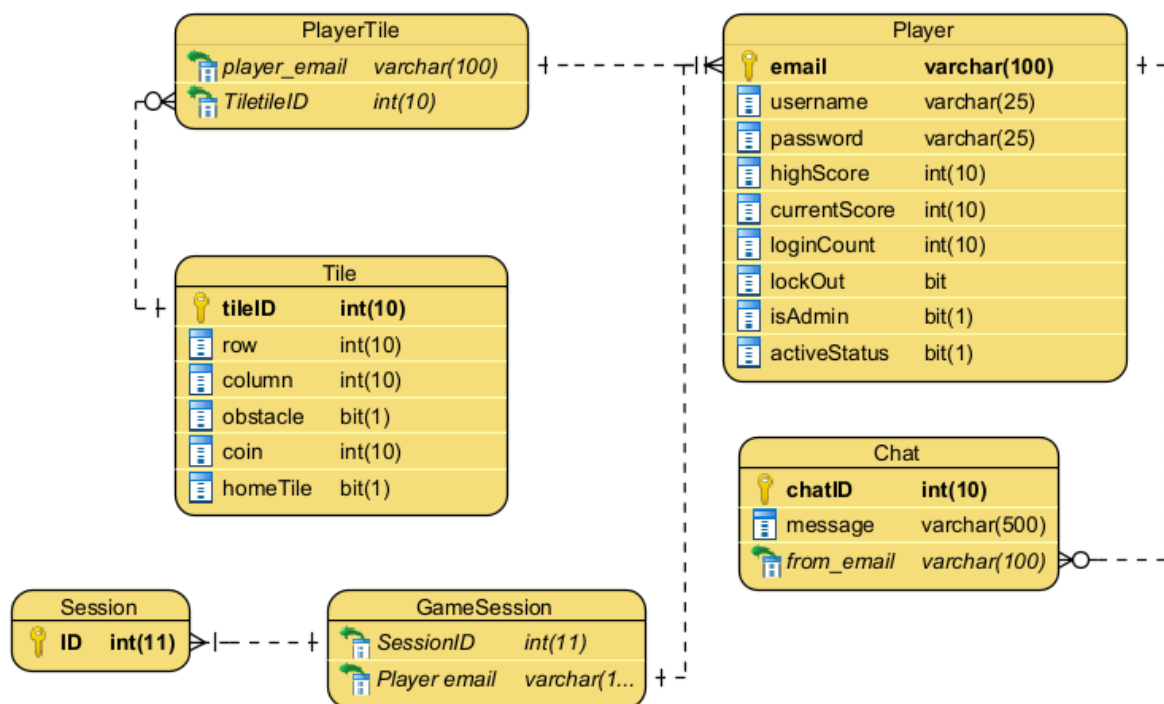 PlayerTile
player_email varchar(100)
TiletileID int(10)
Player
email varchar(100)
username varchar(25)
password varchar(25)
highScore int(10)
currentScore int(10)
loginCount int(10)
lockOut bit
isAdmin bit(1)
activeStatus bit(1)
Tile
tileID int(10)
row int(10)
column int(10)
obstacle bit(1)
coin int(10)
homeTile bit(1)
Chat
chatID int(10)
message varchar(500)
from_email varchar(100)
Session
ID int(11)
GameSession
SessionID int(11)
Player email varchar(1...